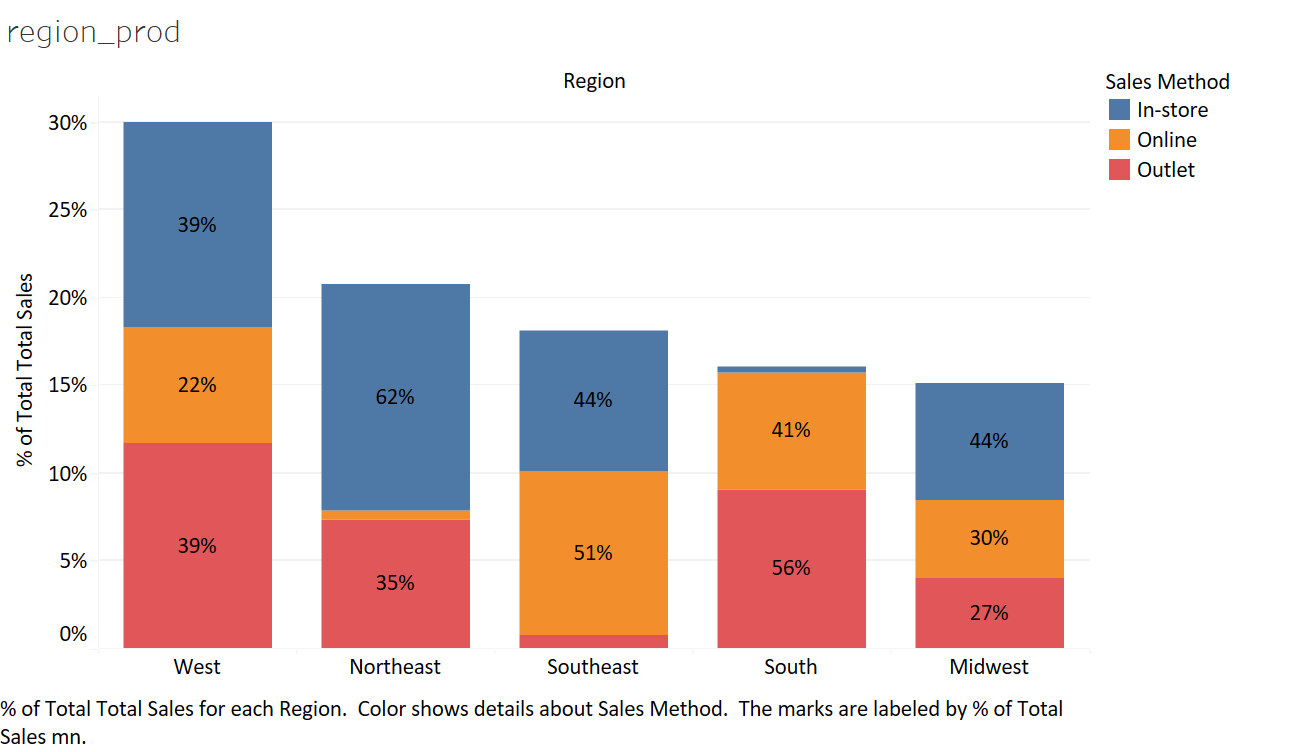 region_prod
Region
Sales Method
In-store
Online
Outlet
% of Total Total Sales
30%
25%
20%
15%
10%
5%
0%
39%
22%
39%
62%
35%
44%
51%
41%
56%
44%
30%
27%
West Northeast Southeast South Midwest
% of Total Total Sales for each Region.  Color shows details about Sales Method.  The marks are labeled by % of Total
Sales mn.